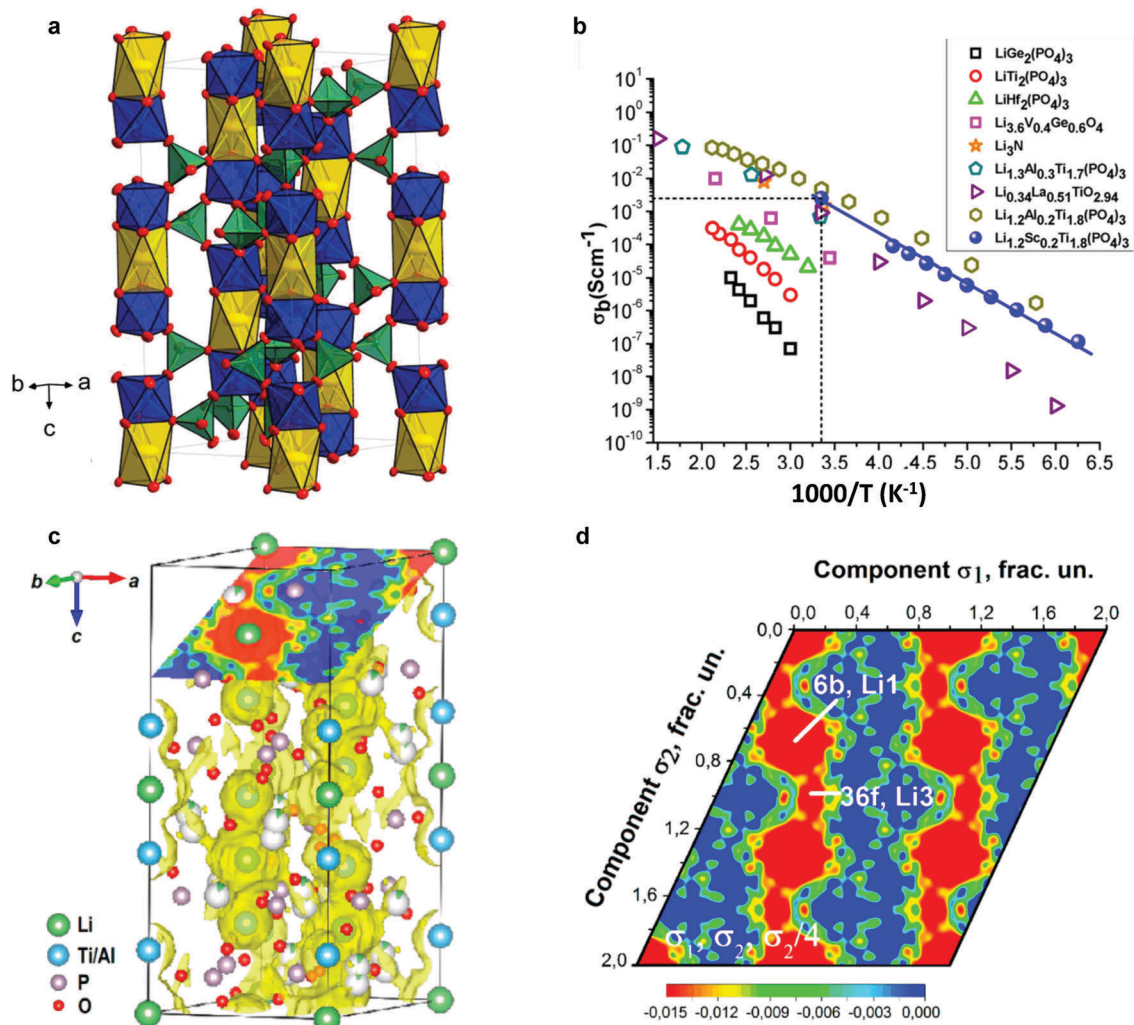 a
b a
c
b
LiGe₂(PO₄)₃
LiTi₂(PO₄)₃
LiHf₂(PO₄)₃
Li₃.₆V₀.₄Ge₀.₆O₄
Li₃N
Li₁.₃Al₀.₃Ti₁.₇(PO₄)₃
Li₀.₃₄La₀.₅₁TiO₂.₉₄
Li₁.₂Al₀.₂Ti₁.₈(PO₄)₃
Li₁.₂Sc₀.₂Ti₁.₈(PO₄)₃
10¹
10⁰
10⁻¹
10⁻²
10⁻³
10⁻⁴
10⁻⁵
10⁻⁶
10⁻⁷
10⁻⁸
10⁻⁹
10⁻¹⁰
σb(Scm⁻¹)
1.5 2.0 2.5 3.0 3.5 4.0 .4.5 5.0 5.5 6.0 6.5
1000/T (K⁻¹)
c
b a
c
Li
Ti/Al
P
O
d
Component σ₁, frac. un.
0,0 0,4 0,8 1,2 1,6 2,0
Component σ₂, frac. un.
0,0
0,4
0,8
1,2
1,6
2,0
6b, Li1
36f, Li3
σ₁, σ₂, σ₂/4
-0,015 -0,012 -0,009 -0,006 -0,003 0,000